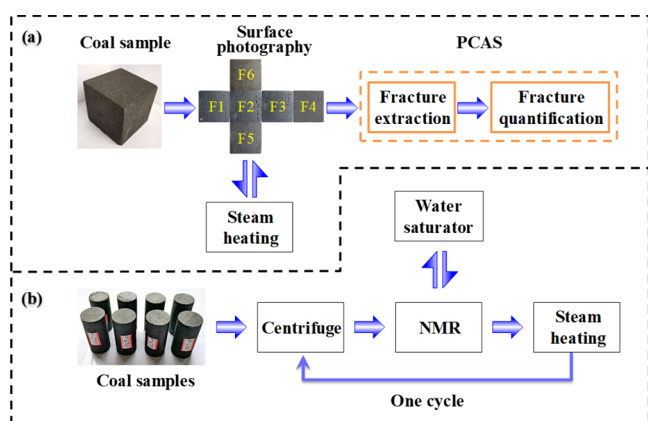 (a)
Coal sample
Surface
photography
PCAS
F6
F1 F2 F3 F4
F5
Fracture
extraction
Fracture
quantification
Steam
heating
Water
saturator
(b)
Centrifuge
NMR
Steam
heating
Coal samples
One cycle